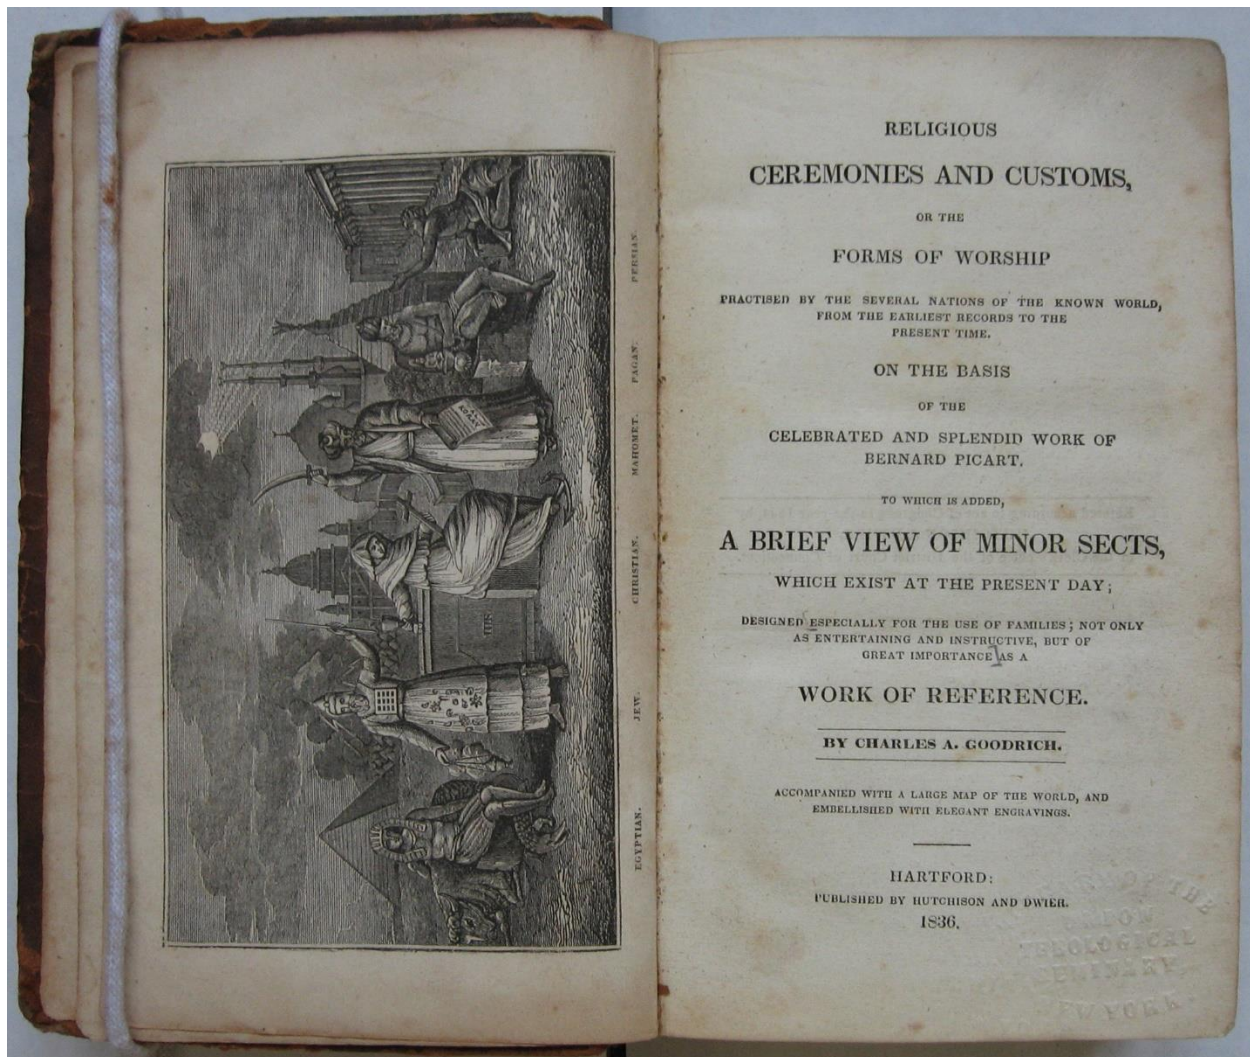 EGYPTIAN. JEW. CHRISTIAN. MAHOMET. PAGAN. PERSIAN.
IHS
RELIGIOUS
CEREMONIES AND CUSTOMS,
OR THE
FORMS OF WORSHIP
PRACTISED BY THE SEVERAL NATIONS OF THE KNOWN WORLD,
FROM THE EARLIEST RECORDS TO THE
PRESENT TIME.
ON THE BASIS
OF THE
CELEBRATED AND SPLENDID WORK OF
BERNARD PICART.
TO WHICH IS ADDED,
A BRIEF VIEW OF MINOR SECTS,
WHICH EXIST AT THE PRESENT DAY;
DESIGNED ESPECIALLY FOR THE USE OF FAMILIES; NOT ONLY
AS ENTERTAINING AND INSTRUCTIVE, BUT OF
GREAT IMPORTANCE AS A
WORK OF REFERENCE.
BY CHARLES A. GOODRICH.
ACCOMPANIED WITH A LARGE MAP OF THE WORLD, AND
EMBELLISHED WITH ELEGANT ENGRAVINGS.
HARTFORD:
PUBLISHED BY HUTCHISON AND DWIER.
1836.
OF THE
THEOLOGICAL
SEMINARY
NEW YORK